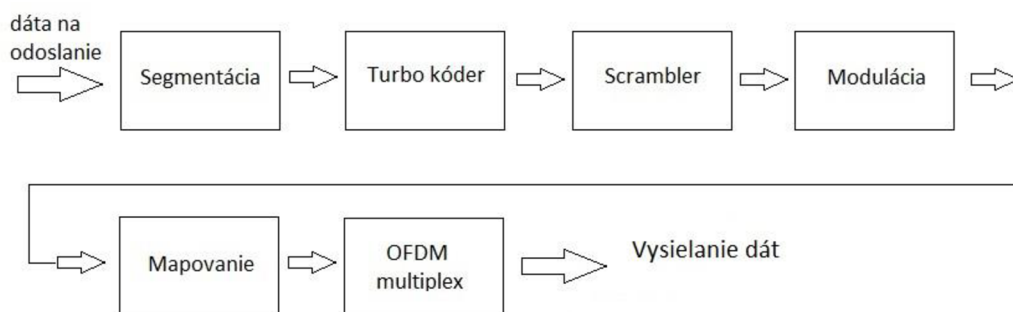 dáta na
odoslanie
Segmentácia
Turbo kóder
Scrambler
Modulácia
Mapovanie
OFDM
multiplex
Vysielanie dát